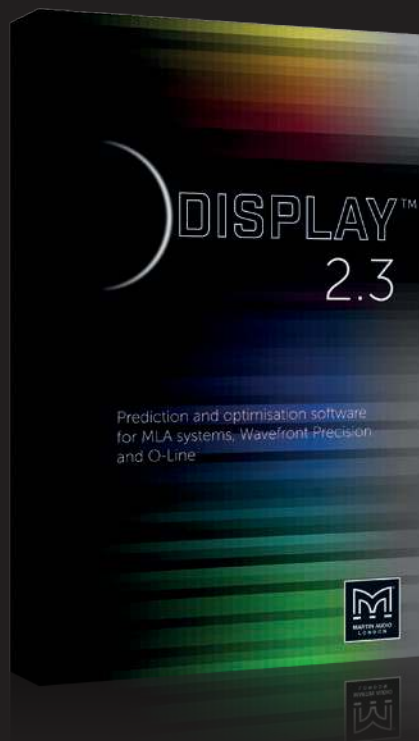 DISPLAY™
2.3
Prediction and optimisation software
for MLA systems, Wavefront Precision
and O-Line
MARTIN AUDIO
LONDON